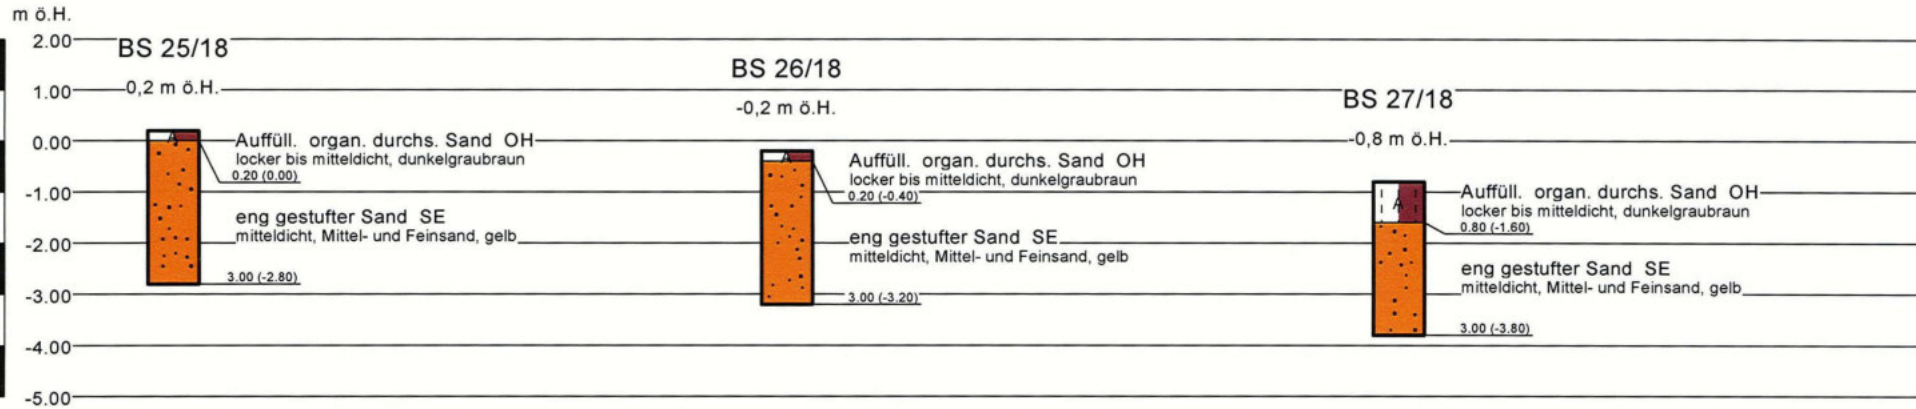 m ö.H.
2.00
1.00
0.00
-1.00
-2.00
-3.00
-4.00
-5.00
BS 25/18
0,2 m ö.H.
A
Auffüll. organ. durchs. Sand OH
locker bis mitteldicht, dunkelgraubraun
0.20 (0.00)
eng gestufter Sand SE
mitteldicht, Mittel- und Feinsand, gelb
3.00 (-2.80)
BS 26/18
-0,2 m ö.H.
A
Auffüll. organ. durchs. Sand OH
locker bis mitteldicht, dunkelgraubraun
0.20 (-0.40)
eng gestufter Sand SE
mitteldicht, Mittel- und Feinsand, gelb
3.00 (-3.20)
BS 27/18
-0,8 m ö.H.
A
Auffüll. organ. durchs. Sand OH
locker bis mitteldicht, dunkelgraubraun
0.80 (-1.60)
eng gestufter Sand SE
mitteldicht, Mittel- und Feinsand, gelb
3.00 (-3.80)